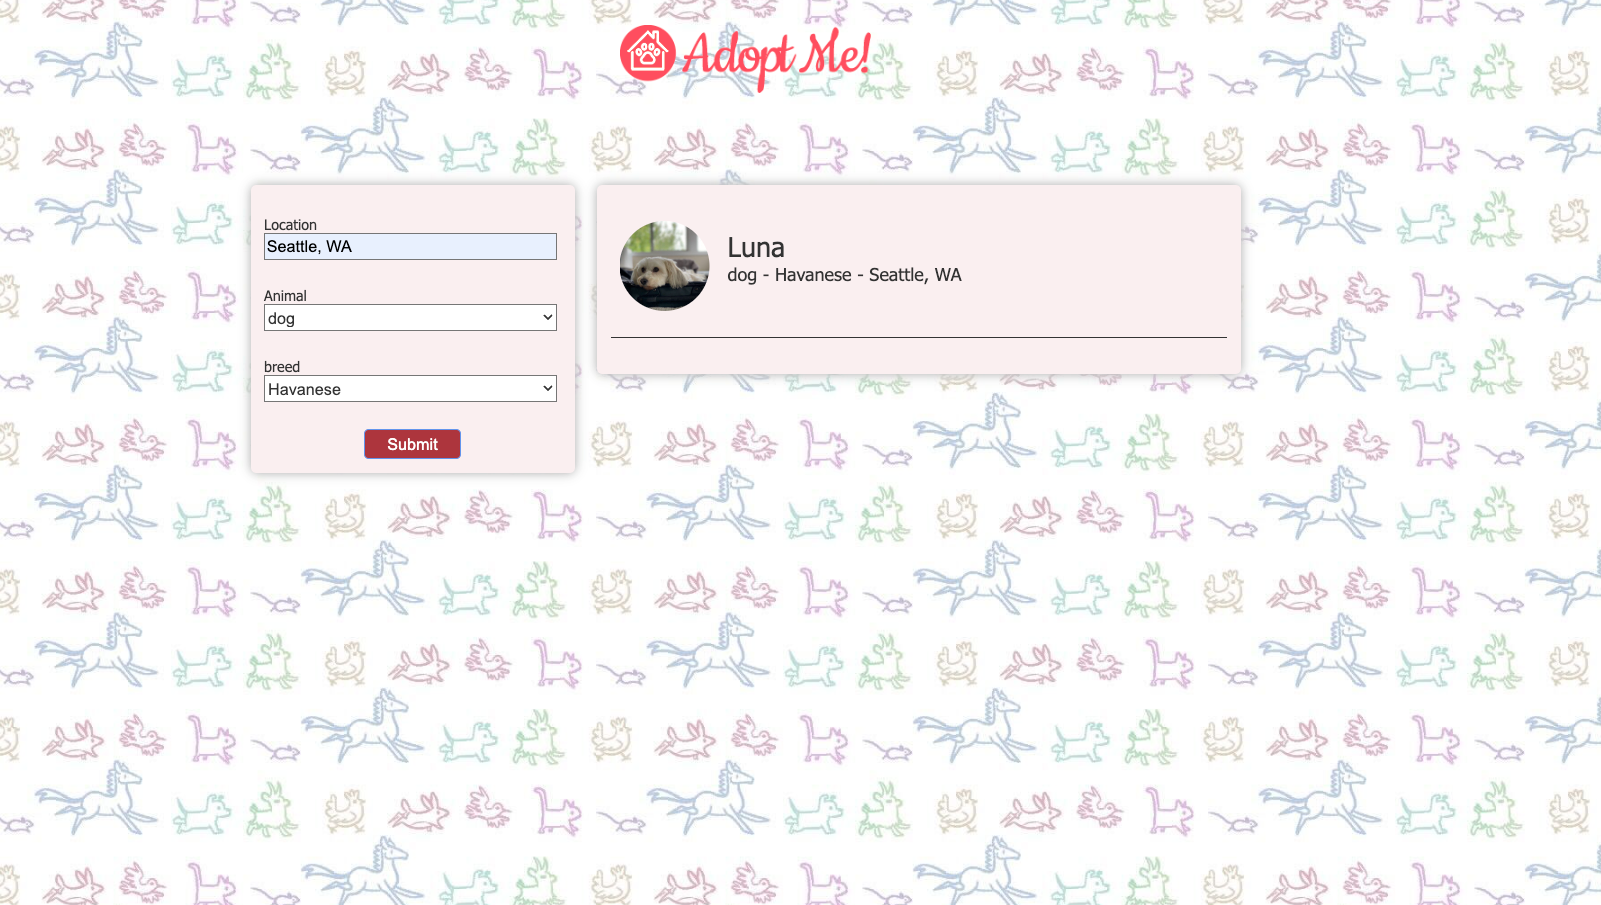 Adopt Me!
Location
Seattle, WA
Animal
dog
breed
Havanese
Submit
Luna
dog - Havanese - Seattle, WA